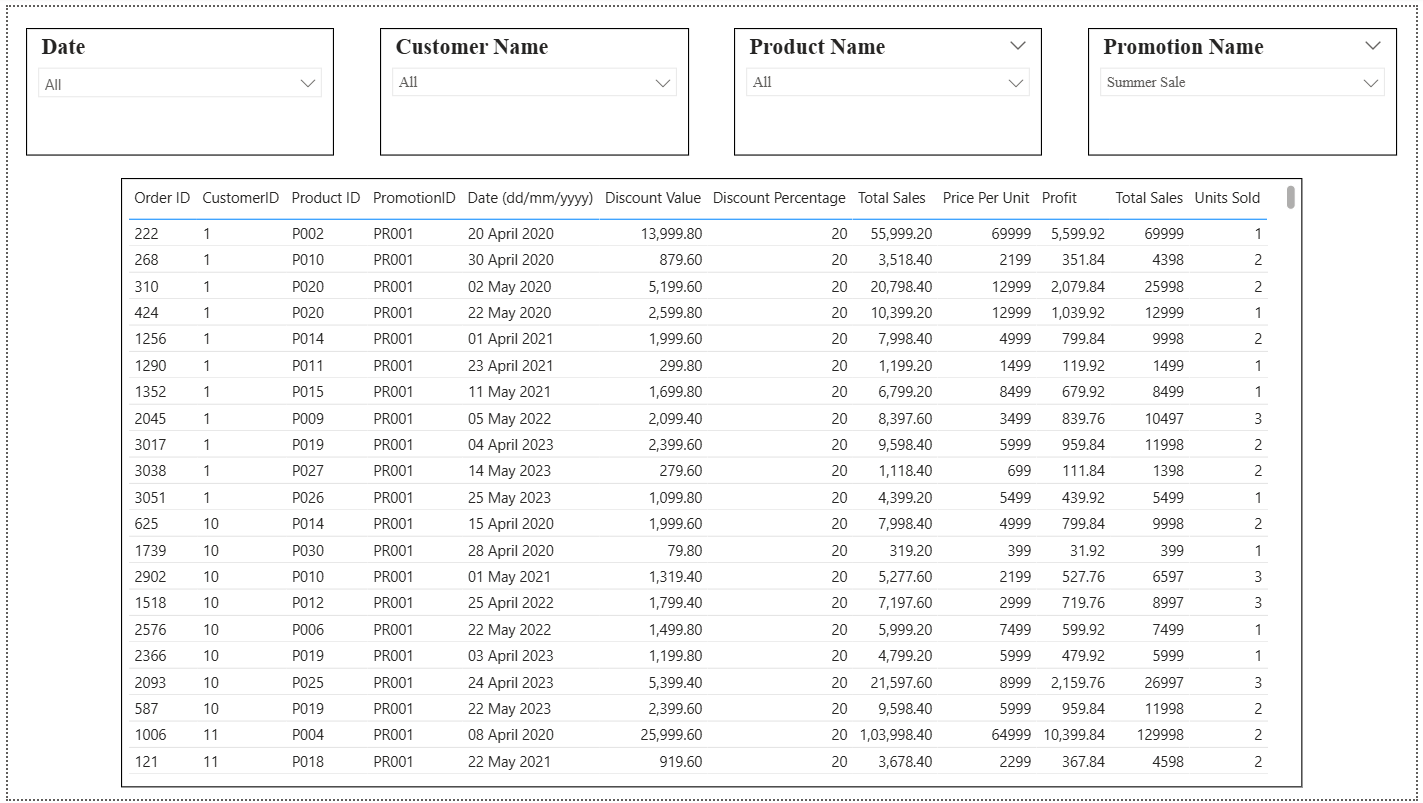 Date Customer Name Product Name Promotion Name
All All All Summer Sale
Order ID CustomerID Product ID PromotionID Date (dd/mm/yyyy) Discount Value Discount Percentage Total Sales Price Per Unit Profit Total Sales Units Sold
222 1 P002 PR001 20 April 2020 13,999.80 20 55,999.20 69999 5,599.92 69999 1
268 1 P010 PR001 30 April 2020 879.60 20 3,518.40 2199 351.84 4398 2
310 1 P020 PR001 02 May 2020 5,199.60 20 20,798.40 12999 2,079.84 25998 2
424 1 P020 PR001 22 May 2020 2,599.80 20 10,399.20 12999 1,039.92 12999 1
1256 1 P014 PR001 01 April 2021 1,999.60 20 7,998.40 4999 799.84 9998 2
1290 1 P011 PR001 23 April 2021 299.80 20 1,199.20 1499 119.92 1499 1
1352 1 P015 PR001 11 May 2021 1,699.80 20 6,799.20 8499 679.92 8499 1
2045 1 P009 PR001 05 May 2022 2,099.40 20 8,397.60 3499 839.76 10497 3
3017 1 P019 PR001 04 April 2023 2,399.60 20 9,598.40 5999 959.84 11998 2
3038 1 P027 PR001 14 May 2023 279.60 20 1,118.40 699 111.84 1398 2
3051 1 P026 PR001 25 May 2023 1,099.80 20 4,399.20 5499 439.92 5499 1
625 10 P014 PR001 15 April 2020 1,999.60 20 7,998.40 4999 799.84 9998 2
1739 10 P030 PR001 28 April 2020 79.80 20 319.20 399 31.92 399 1
2902 10 P010 PR001 01 May 2021 1,319.40 20 5,277.60 2199 527.76 6597 3
1518 10 P012 PR001 25 April 2022 1,799.40 20 7,197.60 2999 719.76 8997 3
2576 10 P006 PR001 22 May 2022 1,499.80 20 5,999.20 7499 599.92 7499 1
2366 10 P019 PR001 03 April 2023 1,199.80 20 4,799.20 5999 479.92 5999 1
2093 10 P025 PR001 24 April 2023 5,399.40 20 21,597.60 8999 2,159.76 26997 3
587 10 P019 PR001 22 May 2023 2,399.60 20 9,598.40 5999 959.84 11998 2
1006 11 P004 PR001 08 April 2020 25,999.60 20 1,03,998.40 64999 10,399.84 129998 2
121 11 P018 PR001 22 May 2021 919.60 20 3,678.40 2299 367.84 4598 2